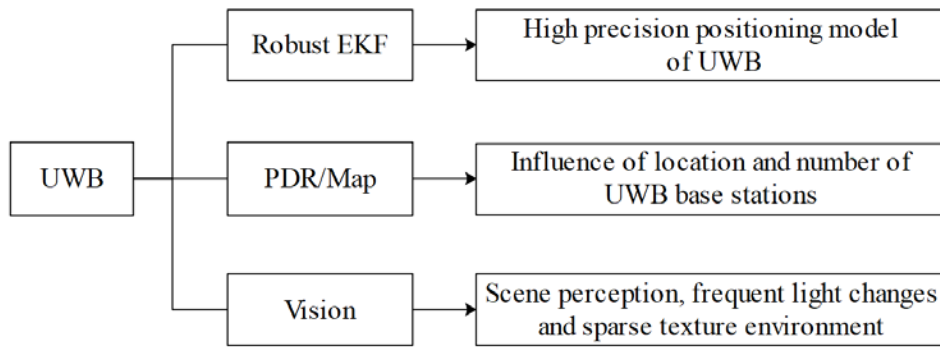 Robust EKF
High precision positioning model
of UWB
UWB
PDR/Map
Influence of location and number of
UWB base stations
Vision
Scene perception, frequent light changes
and sparse texture environment